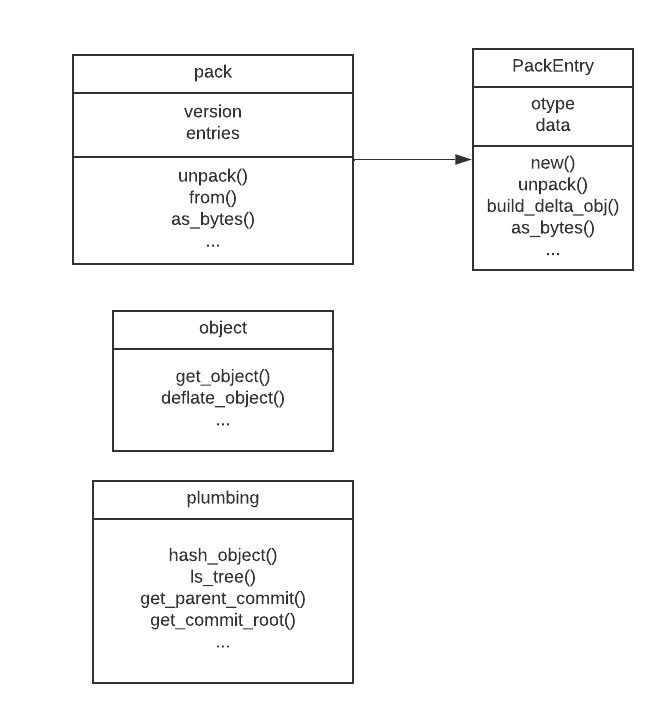 pack
version
entries
unpack()
from()
as_bytes()
...
PackEntry
otype
data
new()
unpack()
build_delta_obj()
as_bytes()
...
object
get_object()
deflate_object()
...
plumbing
hash_object()
ls_tree()
get_parent_commit()
get_commit_root()
...